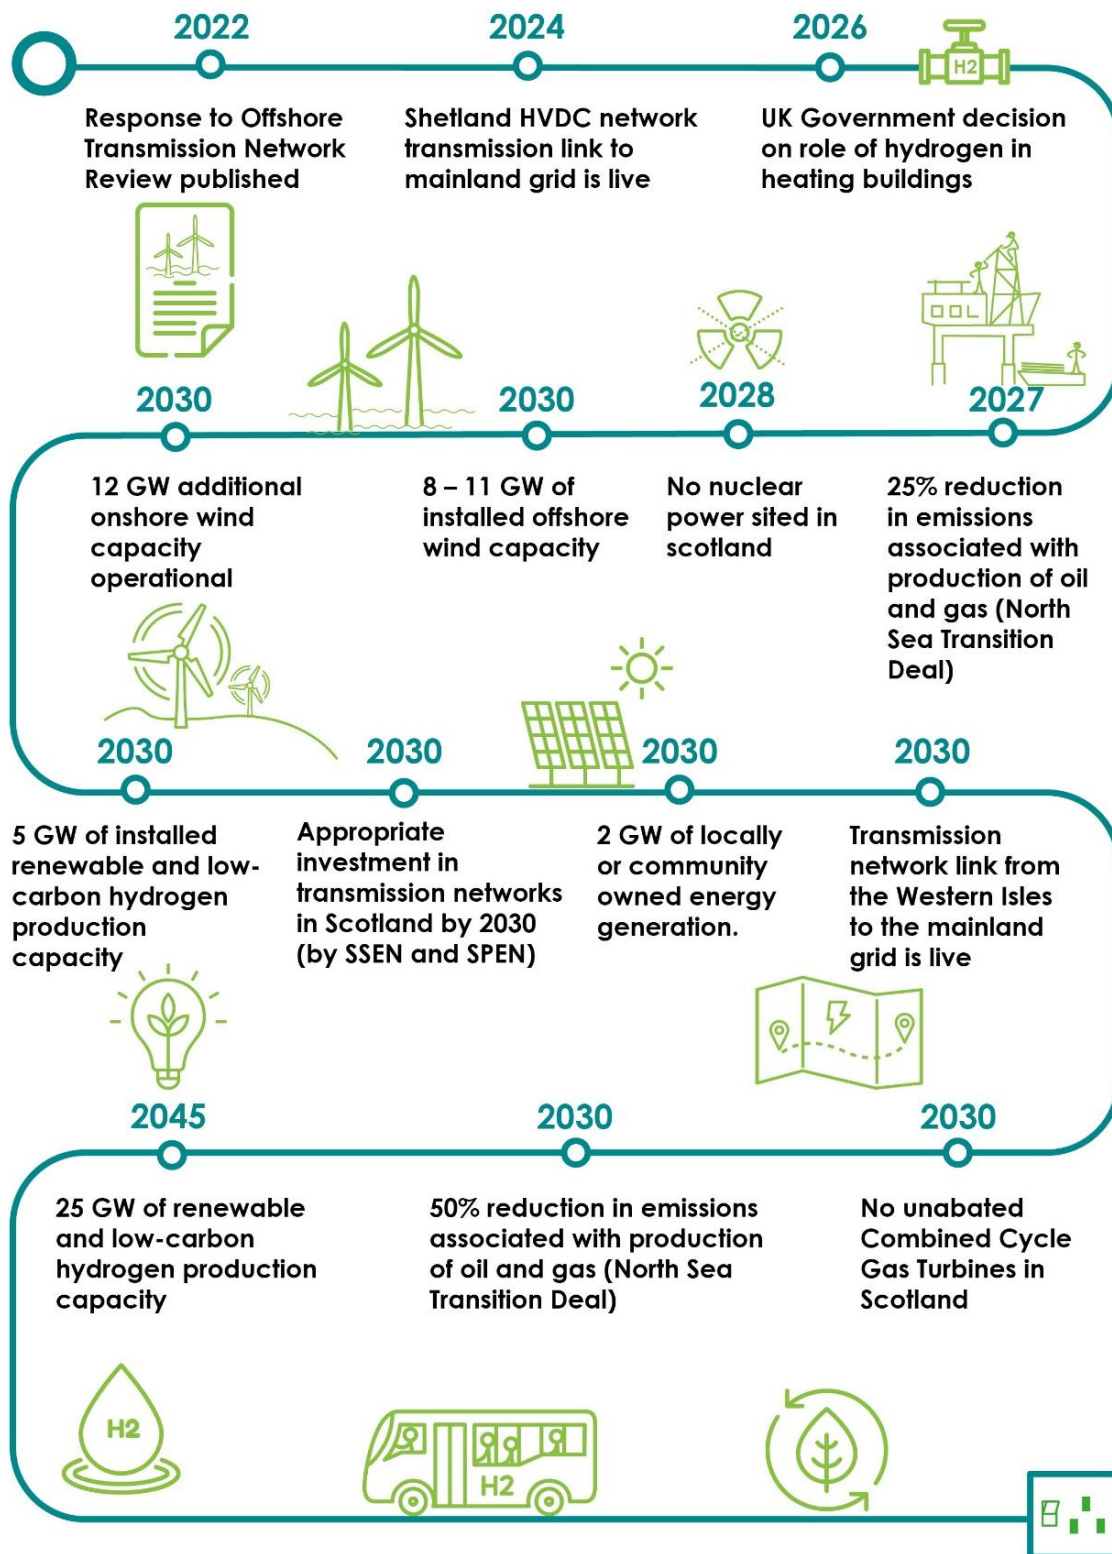 2022
Response to Offshore
Transmission Network
Review published
2024
Shetland HVDC network
transmission link to
mainland grid is live
2026
H2
UK Government decision
on role of hydrogen in
heating buildings
2027
25% reduction
in emissions
associated with
production of oil
and gas (North
Sea Transition
Deal)
2028
No nuclear
power sited in
scotland
2030
8 – 11 GW of
installed offshore
wind capacity
2030
12 GW additional
onshore wind
capacity
operational
2030
5 GW of installed
renewable and low-
carbon hydrogen
production
capacity
2030
Appropriate
investment in
transmission networks
in Scotland by 2030
(by SSEN and SPEN)
2030
2 GW of locally
or community
owned energy
generation.
2030
Transmission
network link from
the Western Isles
to the mainland
grid is live
2030
No unabated
Combined Cycle
Gas Turbines in
Scotland
2030
50% reduction in emissions
associated with production
of oil and gas (North Sea
Transition Deal)
2045
25 GW of renewable
and low-carbon
hydrogen production
capacity
H2
H2